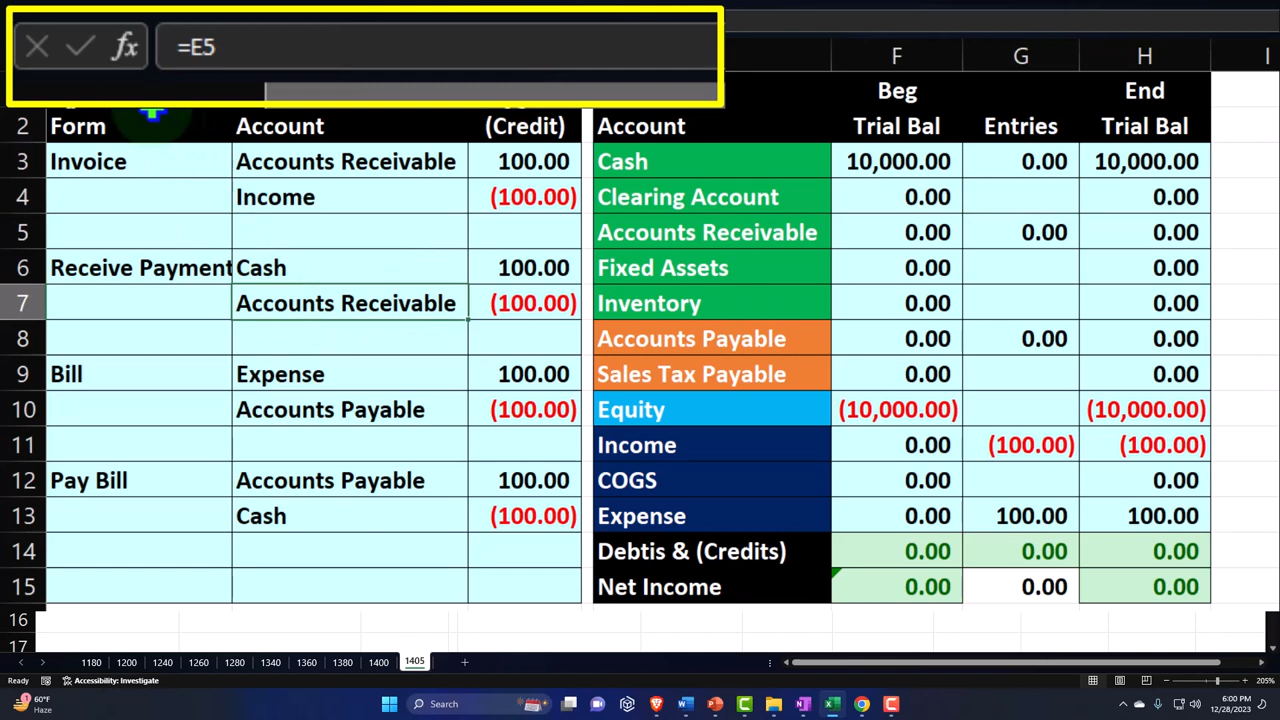 fx =E5
F G H I
Beg End
2 Form Account (Credit) Account Trial Bal Entries Trial Bal
3 Invoice Accounts Receivable 100.00 Cash 10,000.00 0.00 10,000.00
4 Income (100.00) Clearing Account 0.00 0.00
5 Accounts Receivable 0.00 0.00 0.00
6 Receive Payment Cash 100.00 Fixed Assets 0.00 0.00
7 Accounts Receivable (100.00) Inventory 0.00 0.00
8 Accounts Payable 0.00 0.00 0.00
9 Bill Expense 100.00 Sales Tax Payable 0.00 0.00
10 Accounts Payable (100.00) Equity (10,000.00) (10,000.00)
11 Income 0.00 (100.00) (100.00)
12 Pay Bill Accounts Payable 100.00 COGS 0.00 0.00
13 Cash (100.00) Expense 0.00 100.00 100.00
14 Debtis & (Credits) 0.00 0.00 0.00
15 Net Income 0.00 0.00 0.00
16
17
1180 1200 1240 1260 1280 1340 1360 1380 1400 1405
Ready Accessibility: Investigate 205%
1 60°F Search 6:00 PM
Haze 12/28/2023